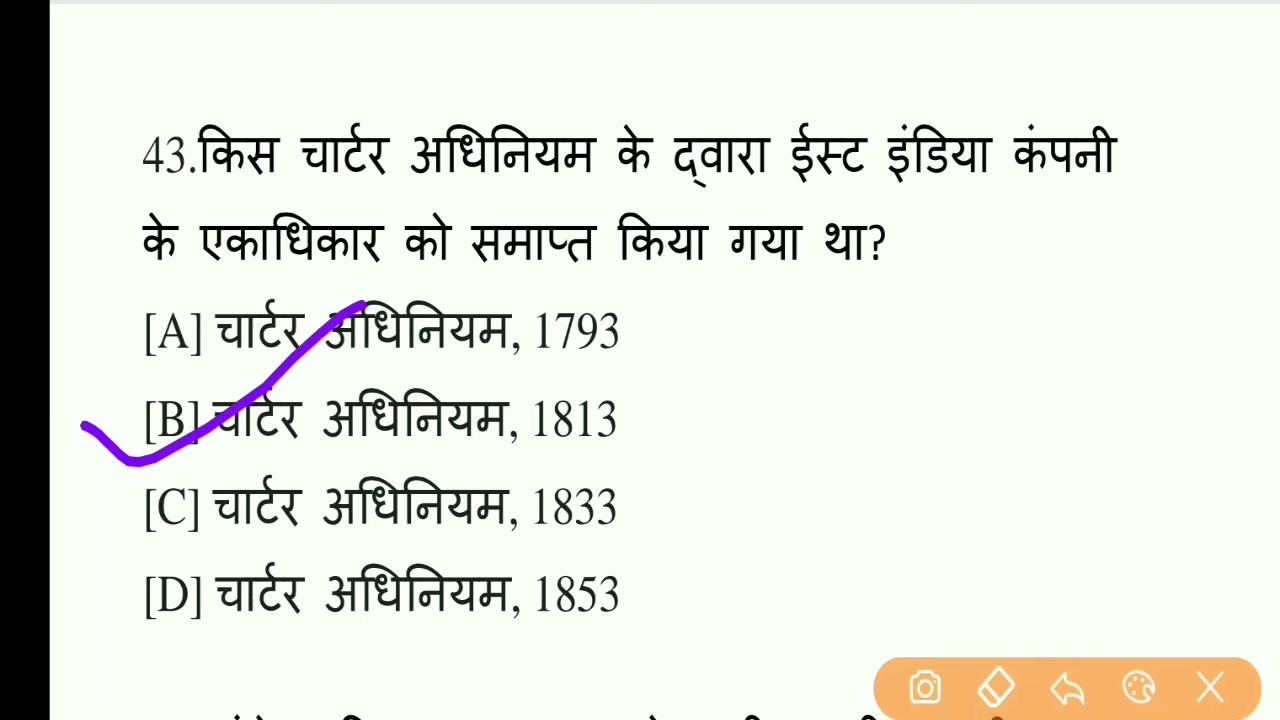 43.किस चार्टर अधिनियम के द्वारा ईस्ट इंडिया कंपनी
के एकाधिकार को समाप्त किया गया था?
[A] चार्टर अधिनियम, 1793
[B] चार्टर अधिनियम, 1813
[C] चार्टर अधिनियम, 1833
[D] चार्टर अधिनियम, 1853